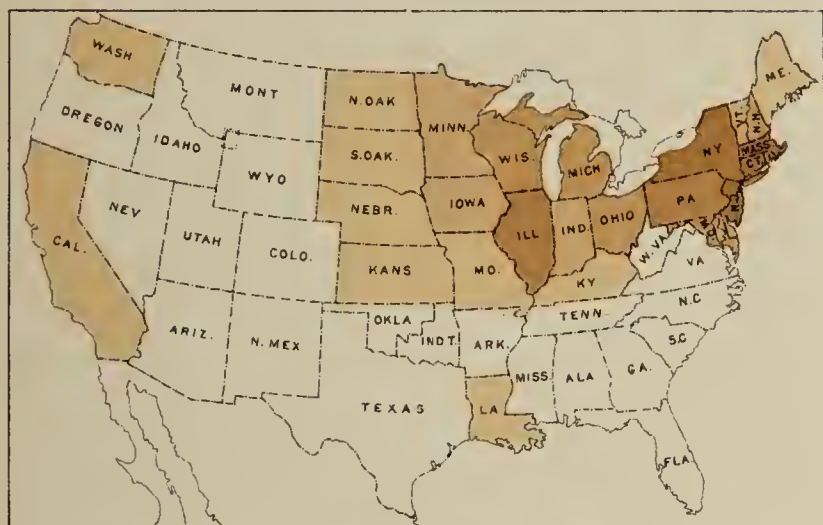 WASH
MONT
N.OAK
MINN.
ME.
VT.
N.H.
OREGON
IDAHO
S.OAK.
WIS.
MICH
NY
MASS
CT.
WYO
NEBR.
IOWA
PA
N.J.
NEV
UTAH
COLO.
ILL
IND.
OHIO
W.VA
VA
CAL.
KANS
MO.
KY
ARIZ.
N.MEX
OKLA
IND.T.
ARK.
TENN.
N.C
S.C
MISS
ALA
GA.
TEXAS
LA
FLA.